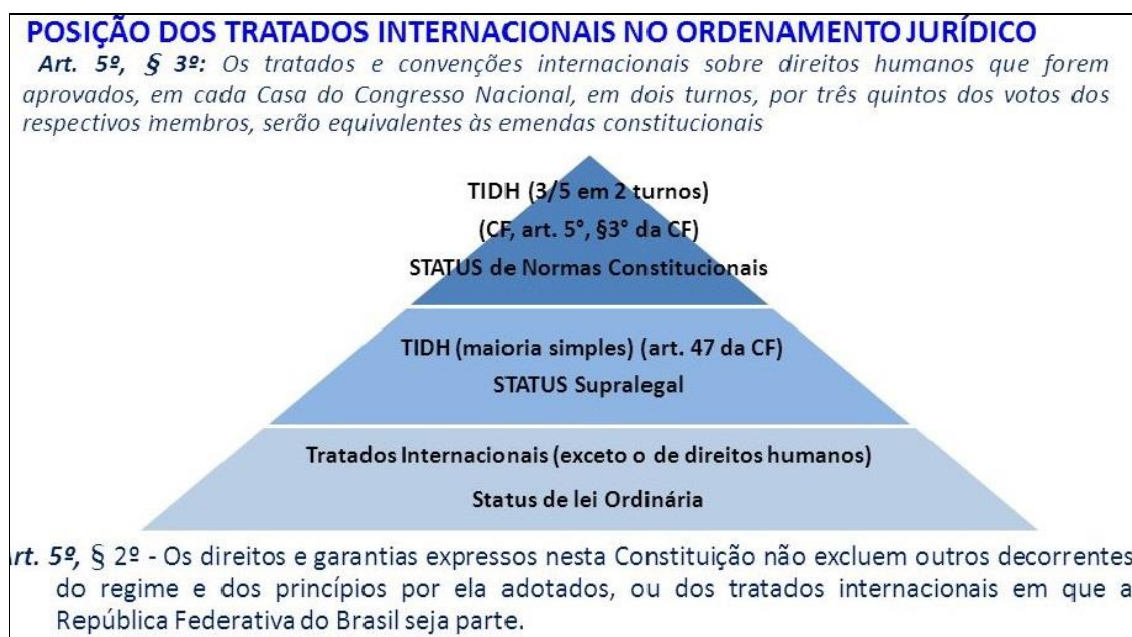 POSIÇÃO DOS TRATADOS INTERNACIONAIS NO ORDENAMENTO JURÍDICO
Art. 5º, § 3º: Os tratados e convenções internacionais sobre direitos humanos que forem
aprovados, em cada Casa do Congresso Nacional, em dois turnos, por três quintos dos votos dos
respectivos membros, serão equivalentes às emendas constitucionais
TIDH (3/5 em 2 turnos)
(CF, art. 5°, §3° da CF)
STATUS de Normas Constitucionais
TIDH (maioria simples) (art. 47 da CF)
STATUS Supralegal
Tratados Internacionais (exceto o de direitos humanos)
Status de lei Ordinária
rt. 5º, § 2º - Os direitos e garantias expressos nesta Constituição não excluem outros decorrentes
do regime e dos princípios por ela adotados, ou dos tratados internacionais em que a
República Federativa do Brasil seja parte.